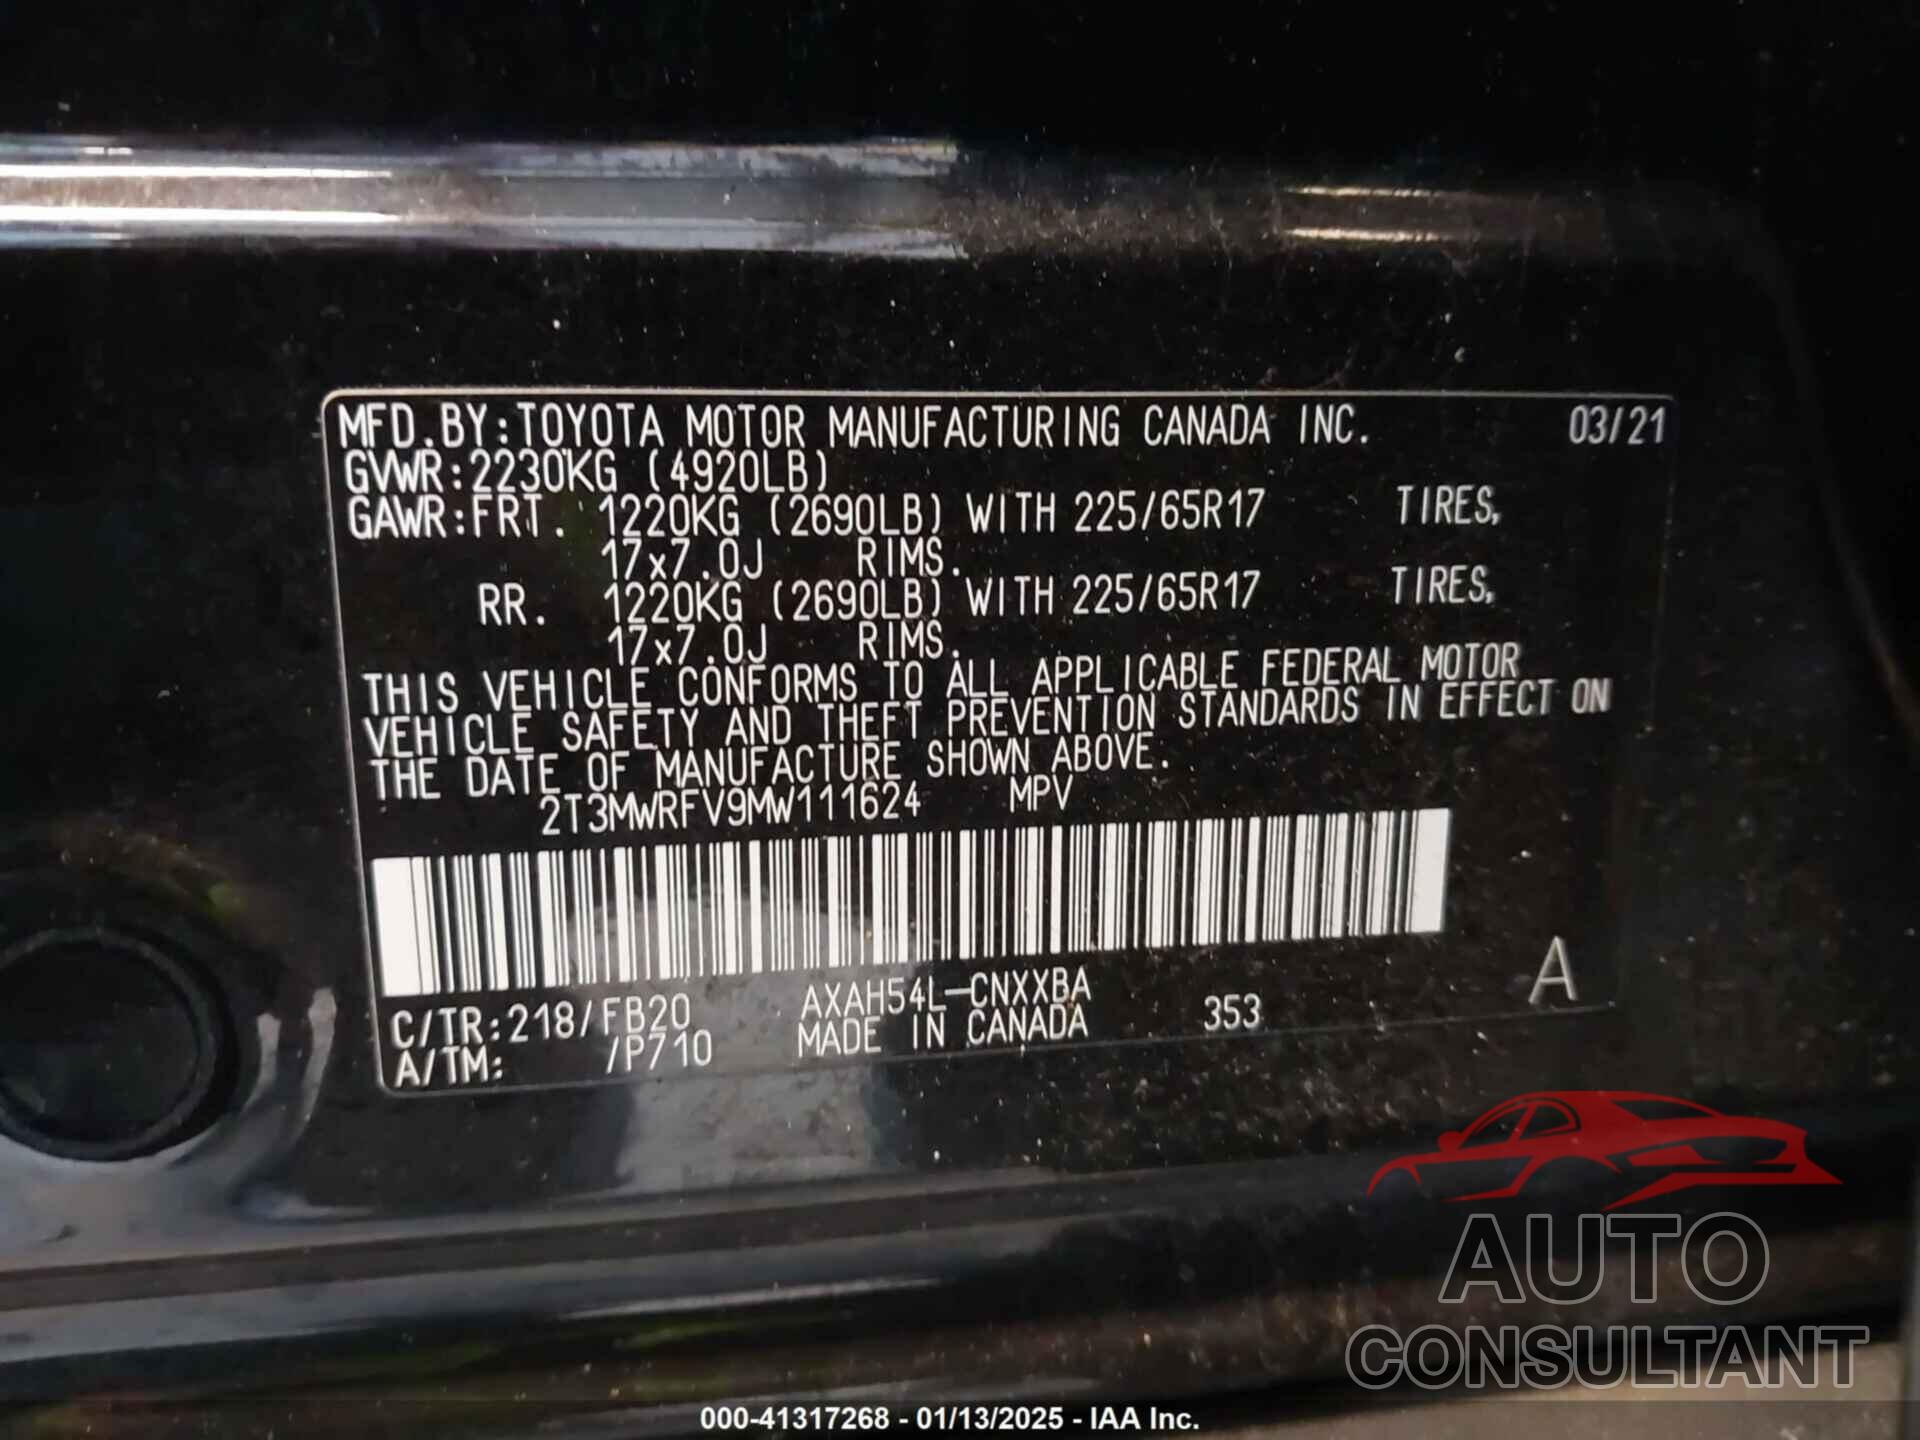 MFD.BY:TOYOTA MOTOR MANUFACTURING CANADA INC. 03/21
GVWR:2230KG (4920LB)
GAWR:FRT. 1220KG (2690LB) WITH 225/65R17 TIRES,
17x7.0J RIMS.
RR. 1220KG (2690LB) WITH 225/65R17 TIRES,
17x7.0J RIMS.
THIS VEHICLE CONFORMS TO ALL APPLICABLE FEDERAL MOTOR
VEHICLE SAFETY AND THEFT PREVENTION STANDARDS IN EFFECT ON
THE DATE OF MANUFACTURE SHOWN ABOVE.
2T3MWRFV9MW111624 MPV
C/TR:218/FB20 AXAH54L-CNXXBA 353 A
A/TM: /P710 MADE IN CANADA
AUTO
CONSULTANT
000-41317268 - 01/13/2025 - IAA Inc.